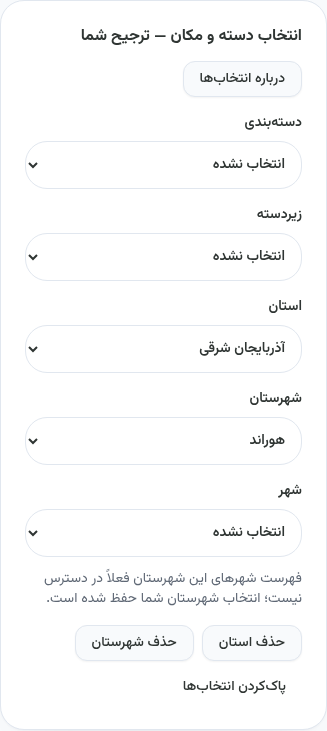 انتخاب دسته و مکان — ترجیح شما
درباره انتخاب‌ها
دسته‌بندی
انتخاب نشده
زیردسته
انتخاب نشده
استان
آذربایجان شرقی
شهرستان
هوراند
شهر
انتخاب نشده
فهرست شهرهای این شهرستان فعلاً در دسترس
نیست؛ انتخاب شهرستان شما حفظ شده است.
حذف استان
حذف شهرستان
پاک‌کردن انتخاب‌ها